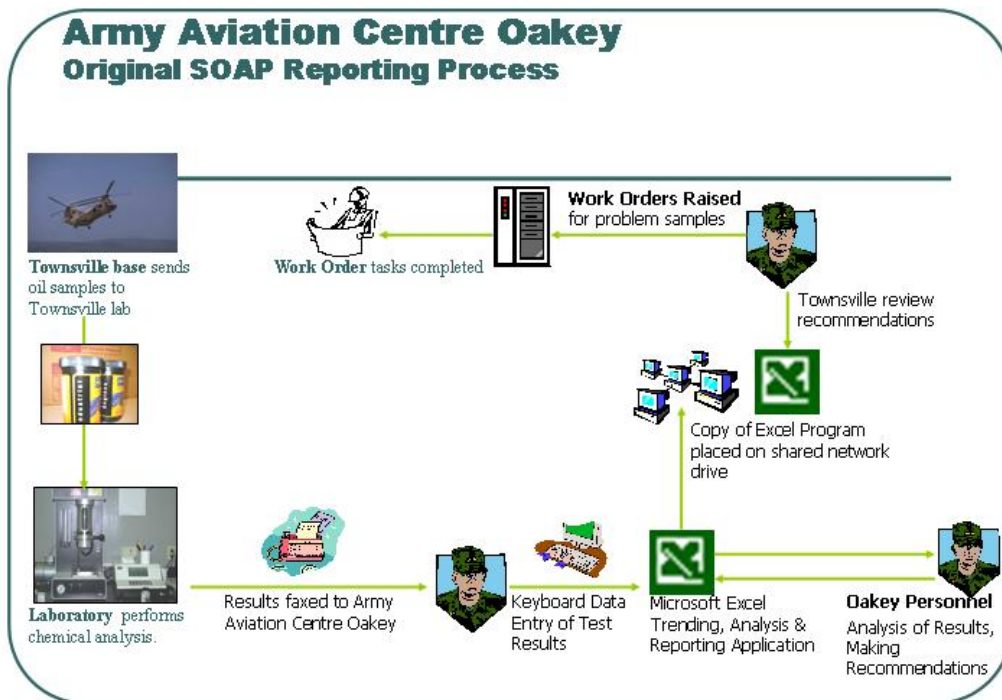 Army Aviation Centre Oakey
Original SOAP Reporting Process
Townsville base sends
oil samples to
Townsville lab
Work Order tasks completed
Work Orders Raised
for problem samples
Townsville review
recommendations
Copy of Excel Program
placed on shared network
drive
Laboratory performs
chemical analysis.
Results faxed to Army
Aviation Centre Oakey
Keyboard Data
Entry of Test
Results
Microsoft Excel
Trending, Analysis &
Reporting Application
Oakey Personnel
Analysis of Results,
Making
Recommendations